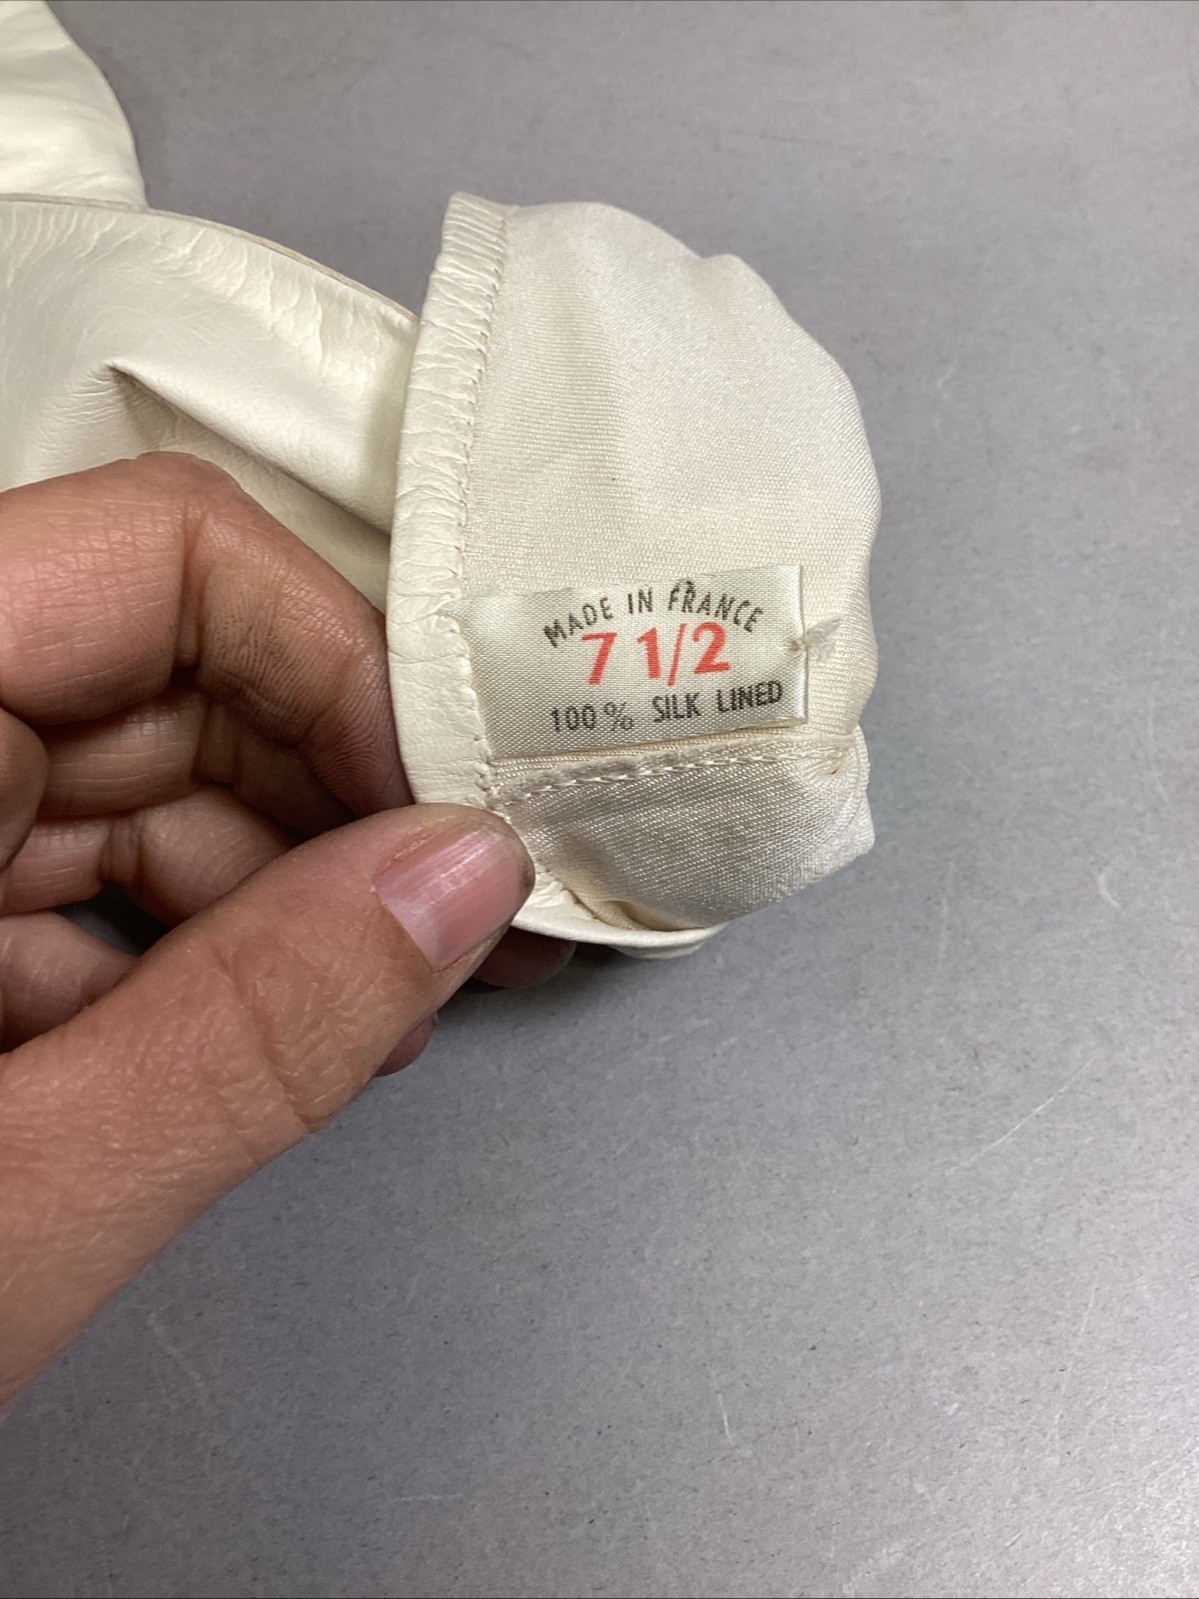 MADE IN FRANCE
7 1/2
100% SILK LINED